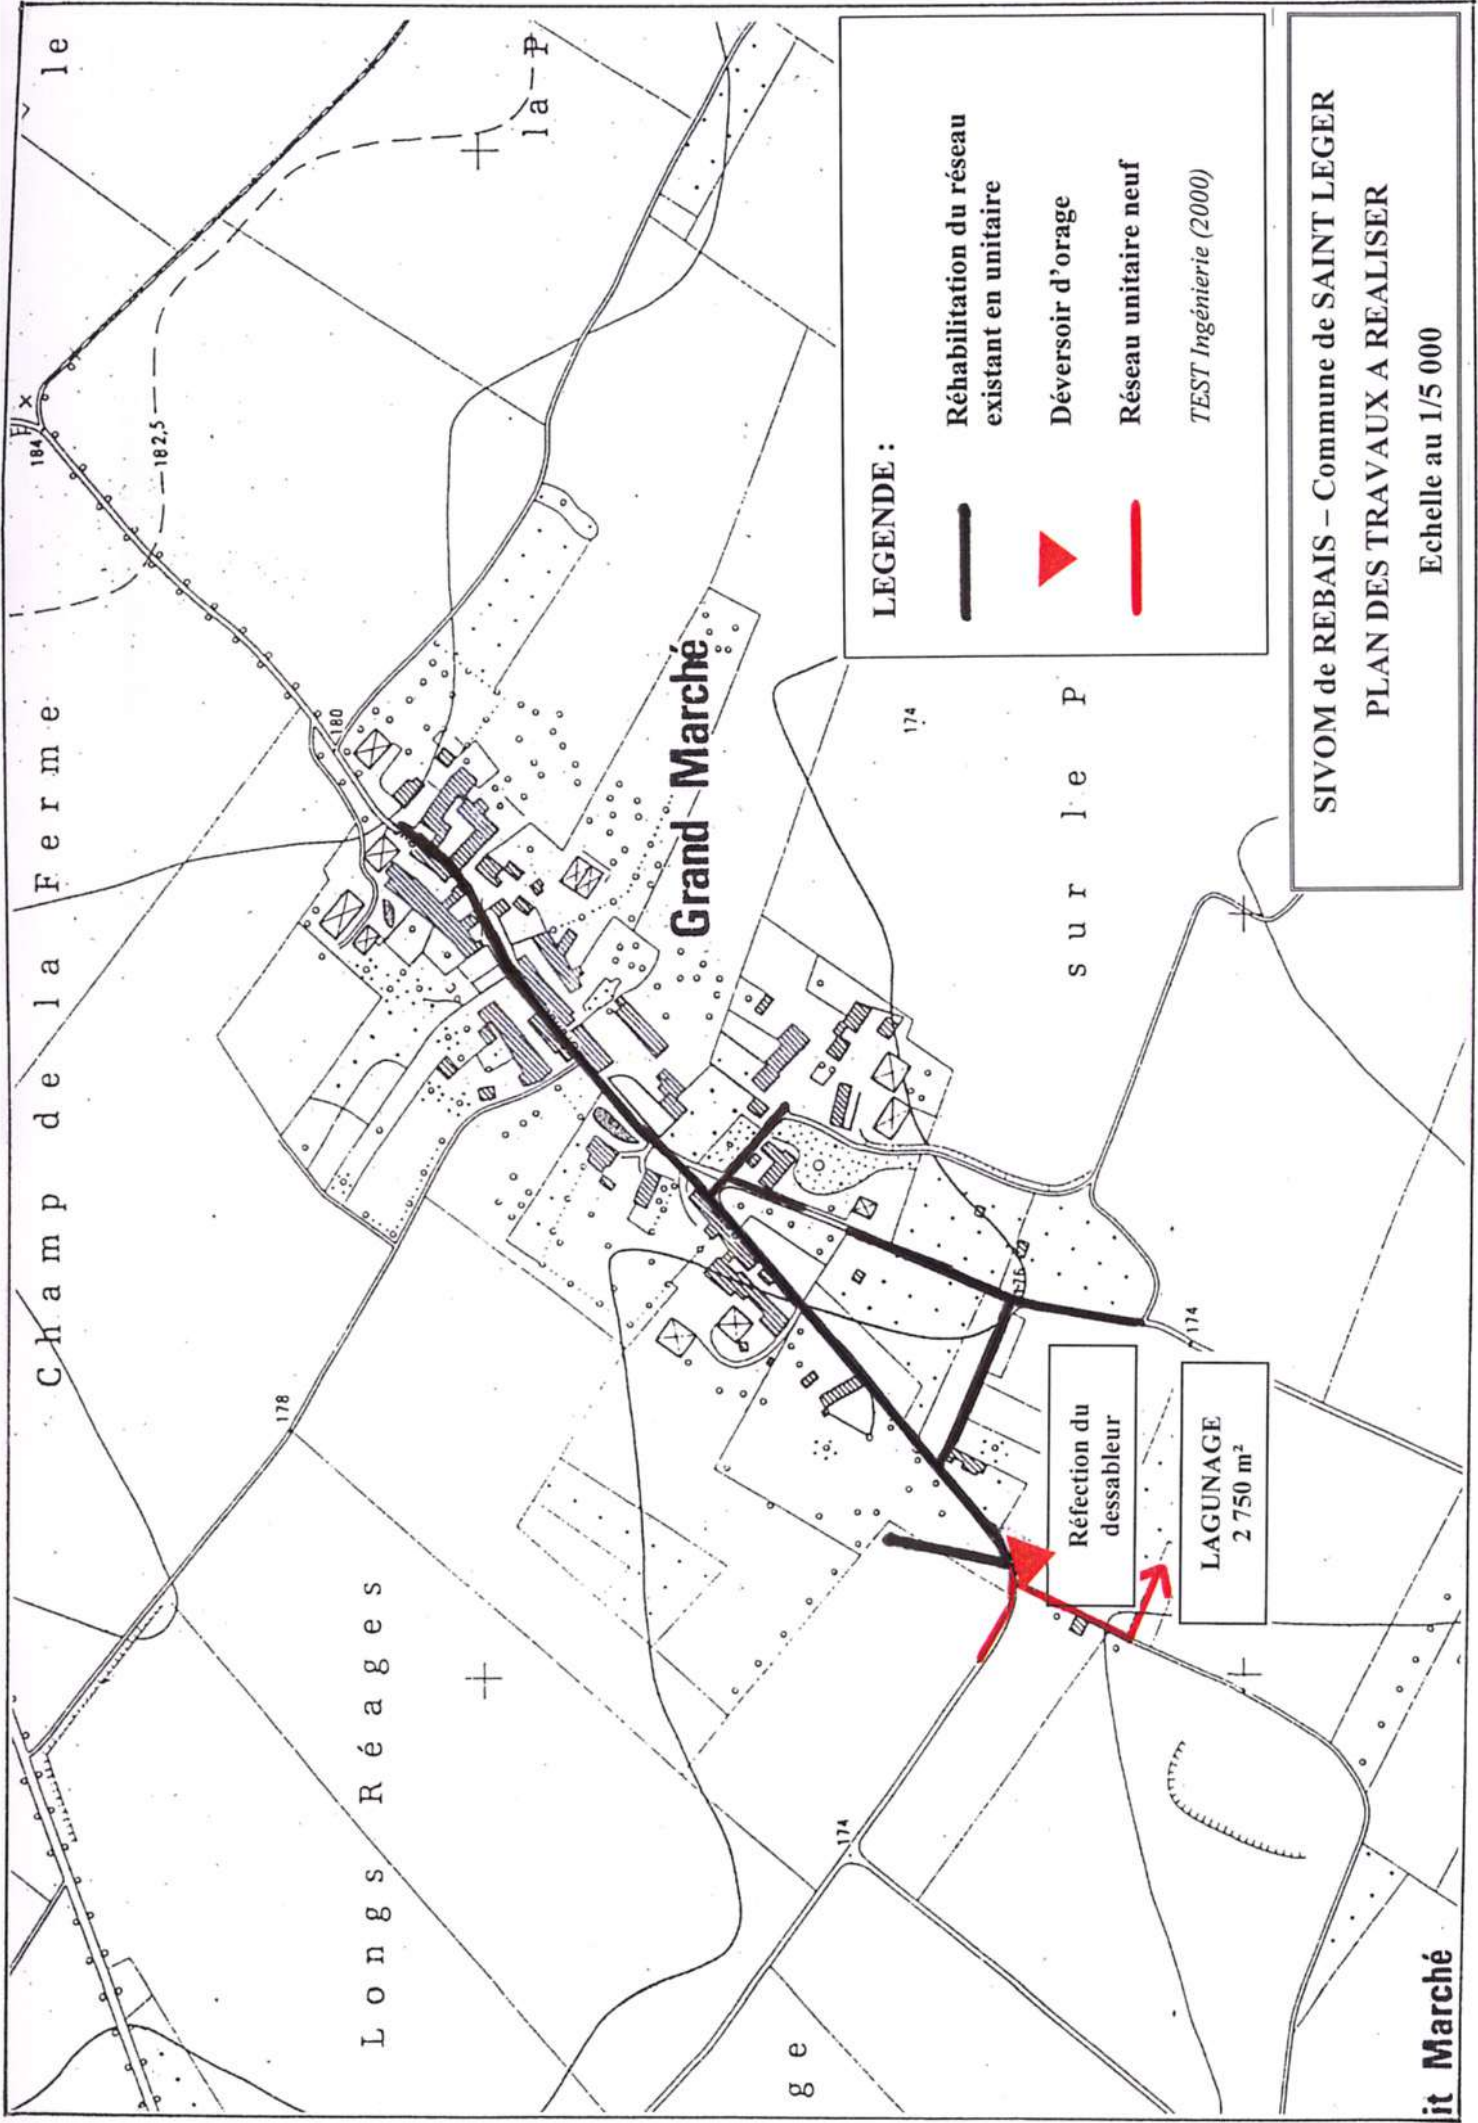 le
Champ de la Ferme
184
182,5
la P
180
178
Longs Réages
Grand Marché
174
sur le P
176
174
174
ge
it Marché
Réfection du
dessableur
LAGUNAGE
2 750 m²
LEGENDE :
Réhabilitation du réseau
existant en unitaire
Déversoir d'orage
Réseau unitaire neuf
TEST Ingénierie (2000)
SIVOM de REBAIS – Commune de SAINT LEGER
PLAN DES TRAVAUX A REALISER
Echelle au 1/5 000